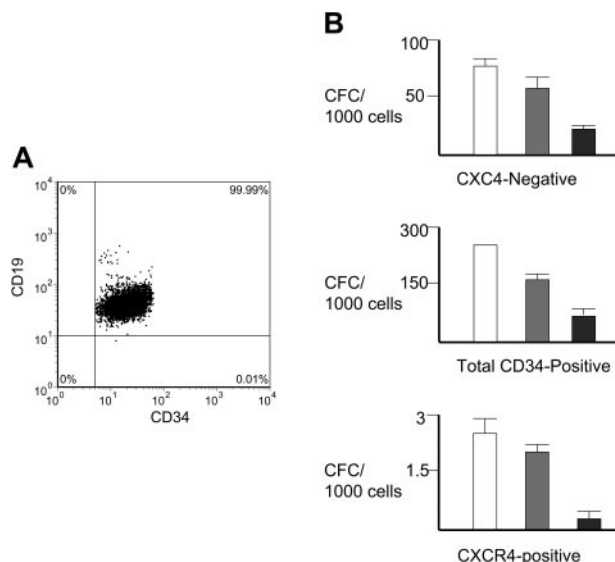 A
0%
99.99%
10^4
10^3
10^2
10^1
10^0
CD19
0%
0.01%
10^0
10^1
10^2
10^3
10^4
CD34
B
100
50
CFC/
1000 cells
CXC4-Negative
300
150
CFC/
1000 cells
Total CD34-Positive
3
1.5
CFC/
1000 cells
CXCR4-positive